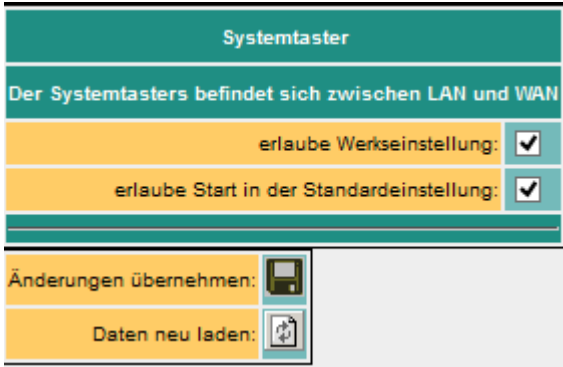 Systemtaster
Der Systemtasters befindet sich zwischen LAN und WAN
erlaube Werkseinstellung:
erlaube Start in der Standardeinstellung:
Änderungen übernehmen:
Daten neu laden: